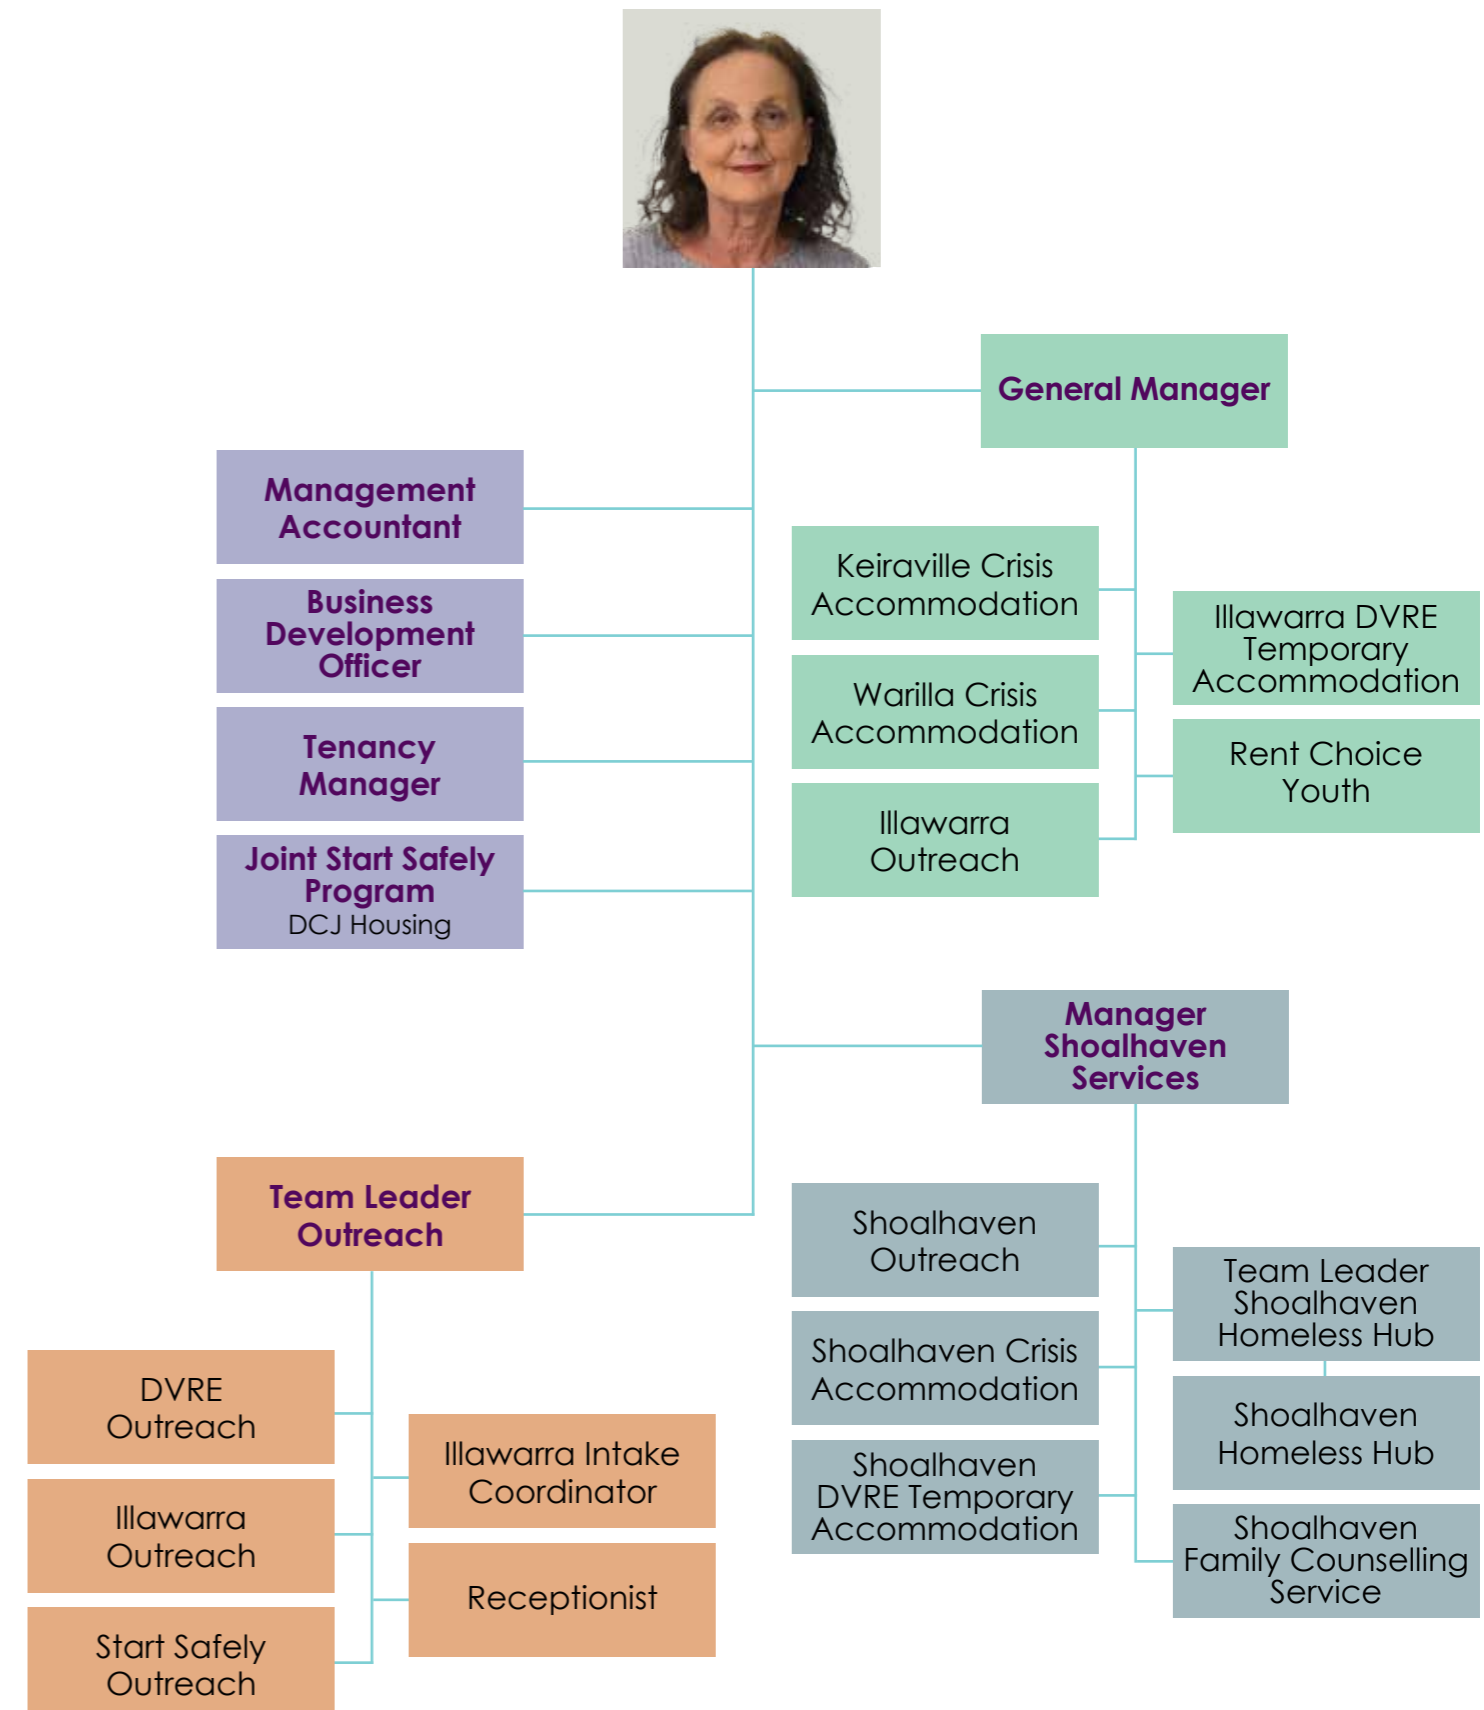 General Manager
Management
Accountant
Business
Development
Officer
Tenancy
Manager
Joint Start Safely
Program
DCJ Housing
Keiraville Crisis
Accommodation
Warilla Crisis
Accommodation
Illawarra
Outreach
Illawarra DVRE
Temporary
Accommodation
Rent Choice
Youth
Manager
Shoalhaven
Services
Team Leader
Outreach
Shoalhaven
Outreach
Shoalhaven Crisis
Accommodation
Shoalhaven
DVRE Temporary
Accommodation
Team Leader
Shoalhaven
Homeless Hub
Shoalhaven
Homeless Hub
Shoalhaven
Family Counselling
Service
DVRE
Outreach
Illawarra
Outreach
Start Safely
Outreach
Illawarra Intake
Coordinator
Receptionist